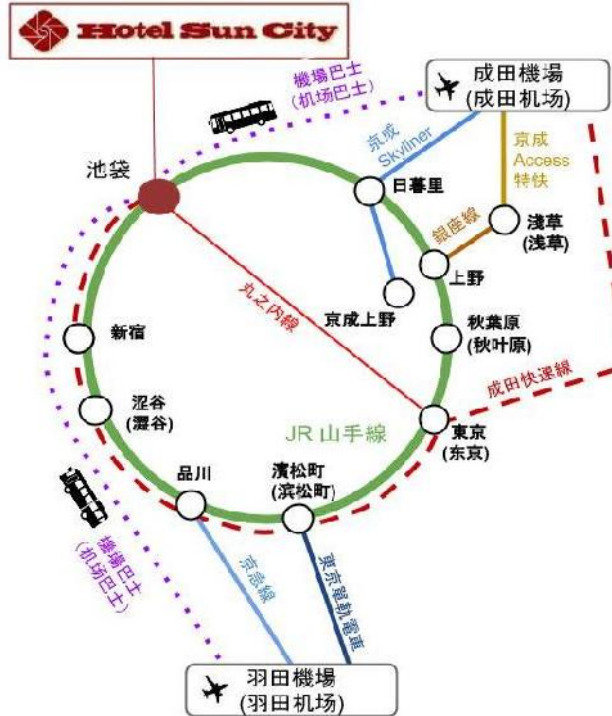 Hotel Sun City
機場巴士
(机场巴士)
成田機場
(成田机场)
京成
Skyliner
京成
Access
特快
池袋
日暮里
淺草
(浅草)
銀座線
上野
京成上野
丸之内線
新宿
秋葉原
(秋叶原)
成田快速線
涩谷
(澀谷)
JR 山手線
東京
(东京)
品川
濱松町
(滨松町)
機場巴士
(机场巴士)
京急線
東京單軌電車
羽田機場
(羽田机场)